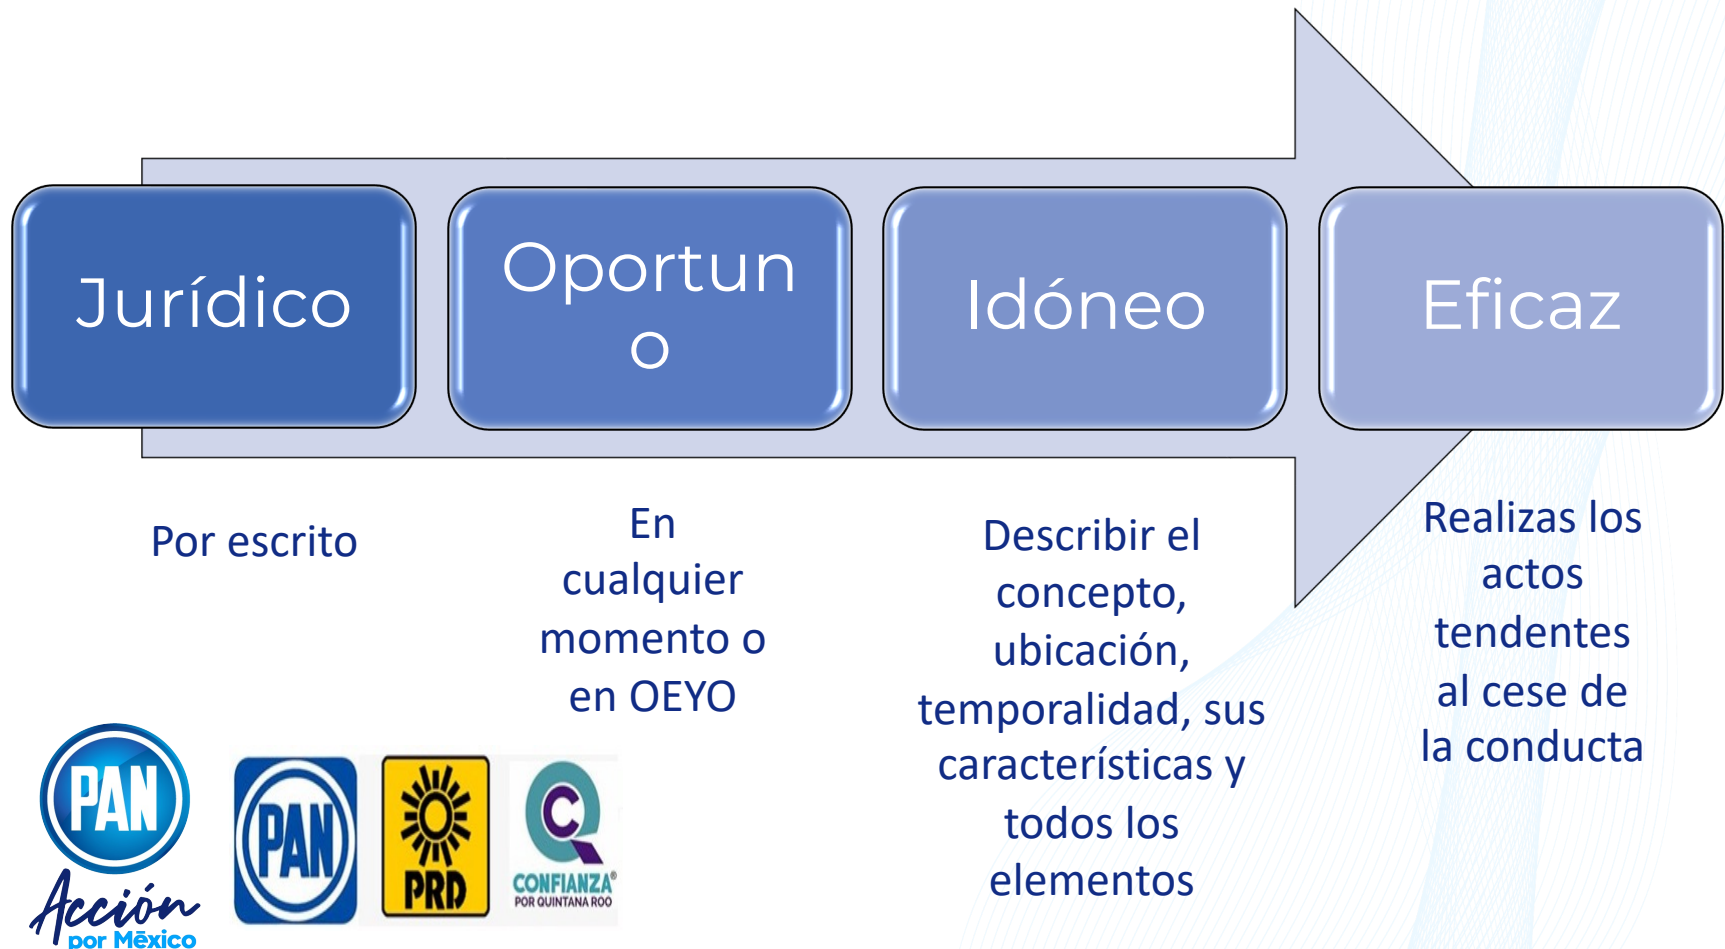 Jurídico
Oportun
o
Idóneo
Eficaz
Por escrito
En
cualquier
momento o
en OEYO
Describir el
concepto,
ubicación,
temporalidad, sus
características y
todos los
elementos
Realizas los
actos
tendentes
al cese de
la conducta
PAN
Acción
por México
PAN
PRD
C
CONFIANZA®
POR QUINTANA ROO